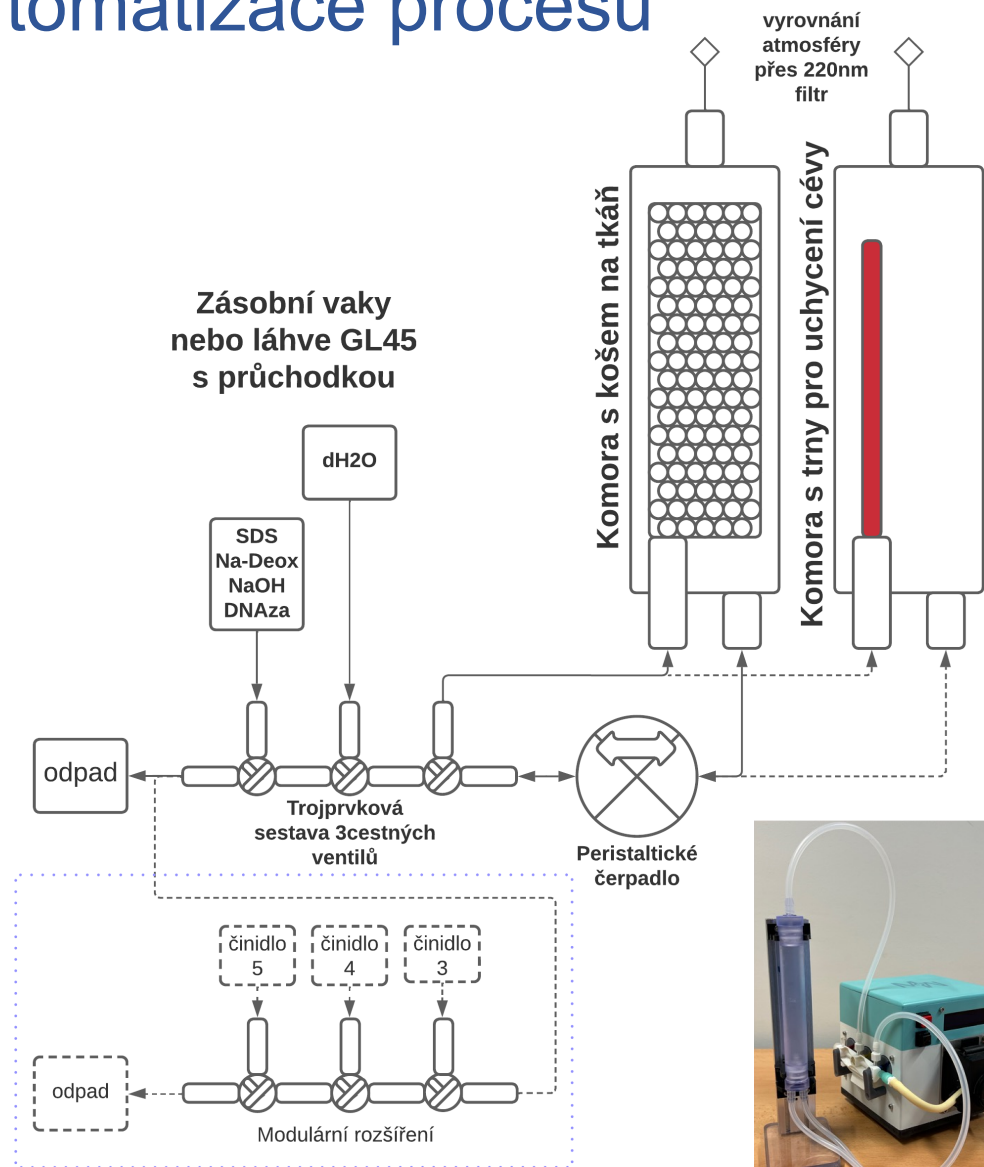 tomatizace procesu
vyrovnání
atmosféry
přes 220nm
filtr
Komora s košem na tkáň
Komora s trny pro uchycení cévy
Zásobní vaky
nebo láhve GL45
s průchodkou
dH2O
SDS
Na-Deox
NaOH
DNAza
odpad
Trojprvková
sestava 3cestných
ventilů
Peristaltické
čerpadlo
činidlo
5
činidlo
4
činidlo
3
odpad
Modulární rozšíření